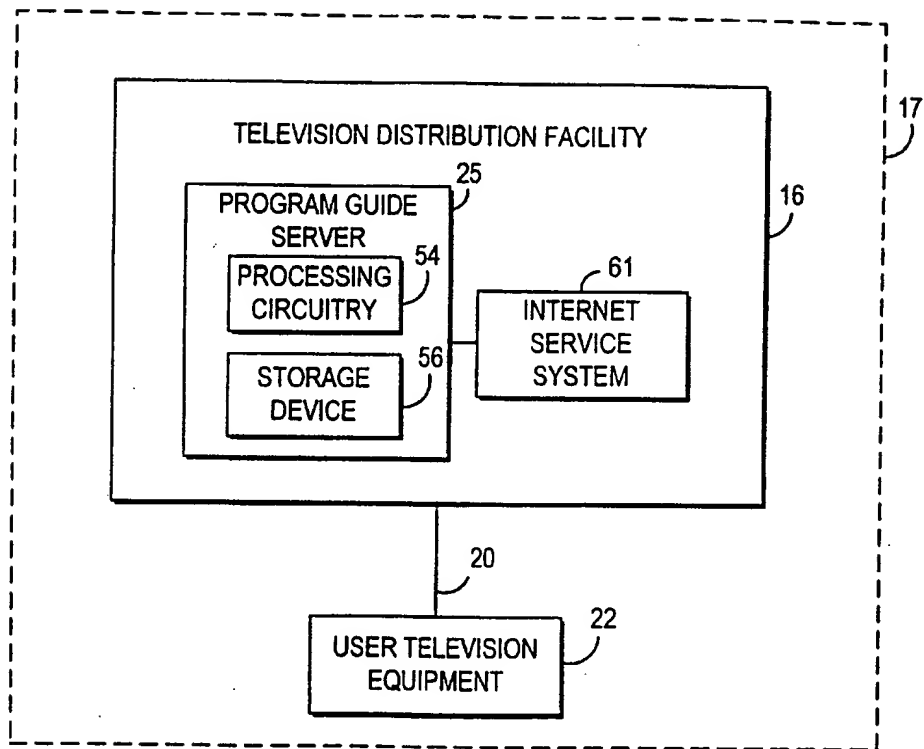 17
TELEVISION DISTRIBUTION FACILITY
16
25
PROGRAM GUIDE
SERVER
54
PROCESSING
CIRCUITRY
56
STORAGE
DEVICE
61
INTERNET
SERVICE
SYSTEM
20
22
USER TELEVISION
EQUIPMENT